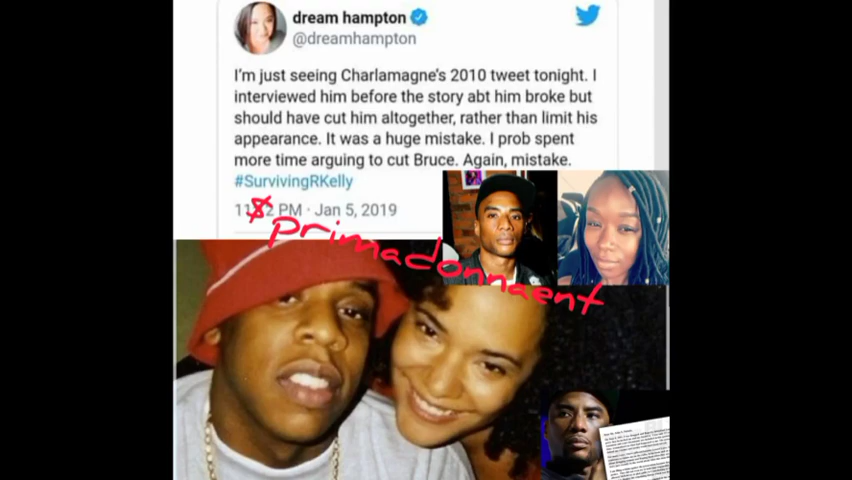 dream hampton
@dreamhampton
I'm just seeing Charlamagne's 2010 tweet tonight. I
interviewed him before the story abt him broke but
should have cut him altogether, rather than limit his
appearance. It was a huge mistake. I prob spent
more time arguing to cut Bruce. Again, mistake.
#SurvivingRKelly
PM · Jan 5, 2019
$primadonnaent